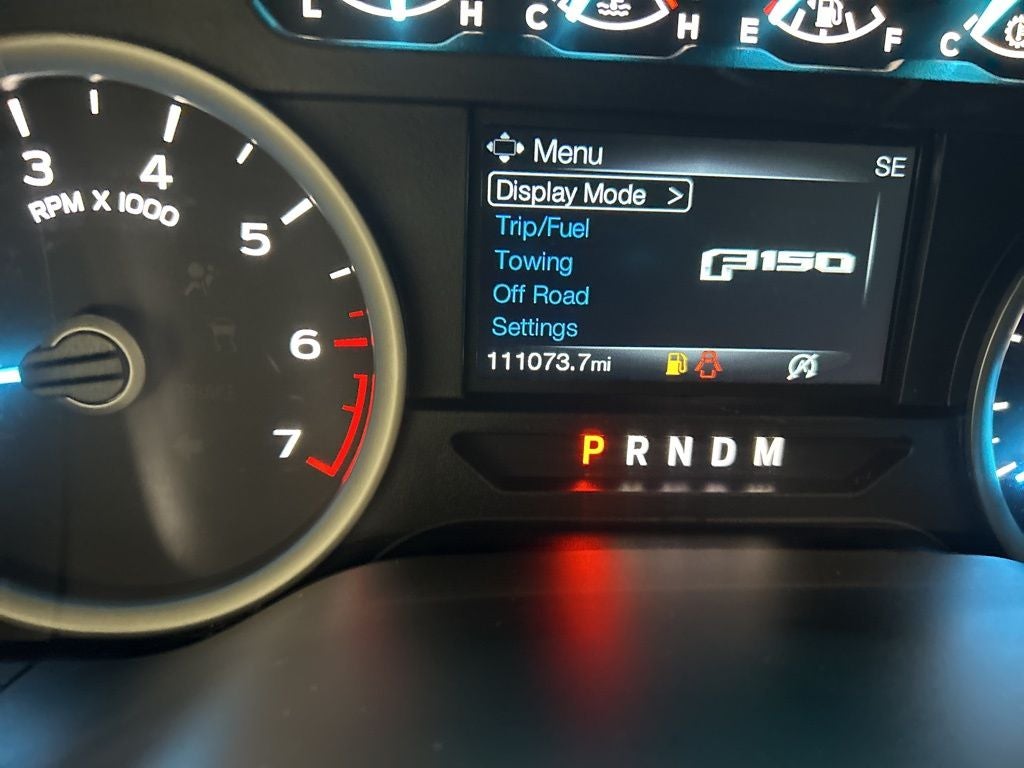 L H
C H
E F
C
3
4
5
6
7
RPM X 1000
Menu
SE
Display Mode >
Trip/Fuel
Towing
Off Road
Settings
F150
111073.7mi
P R N D M